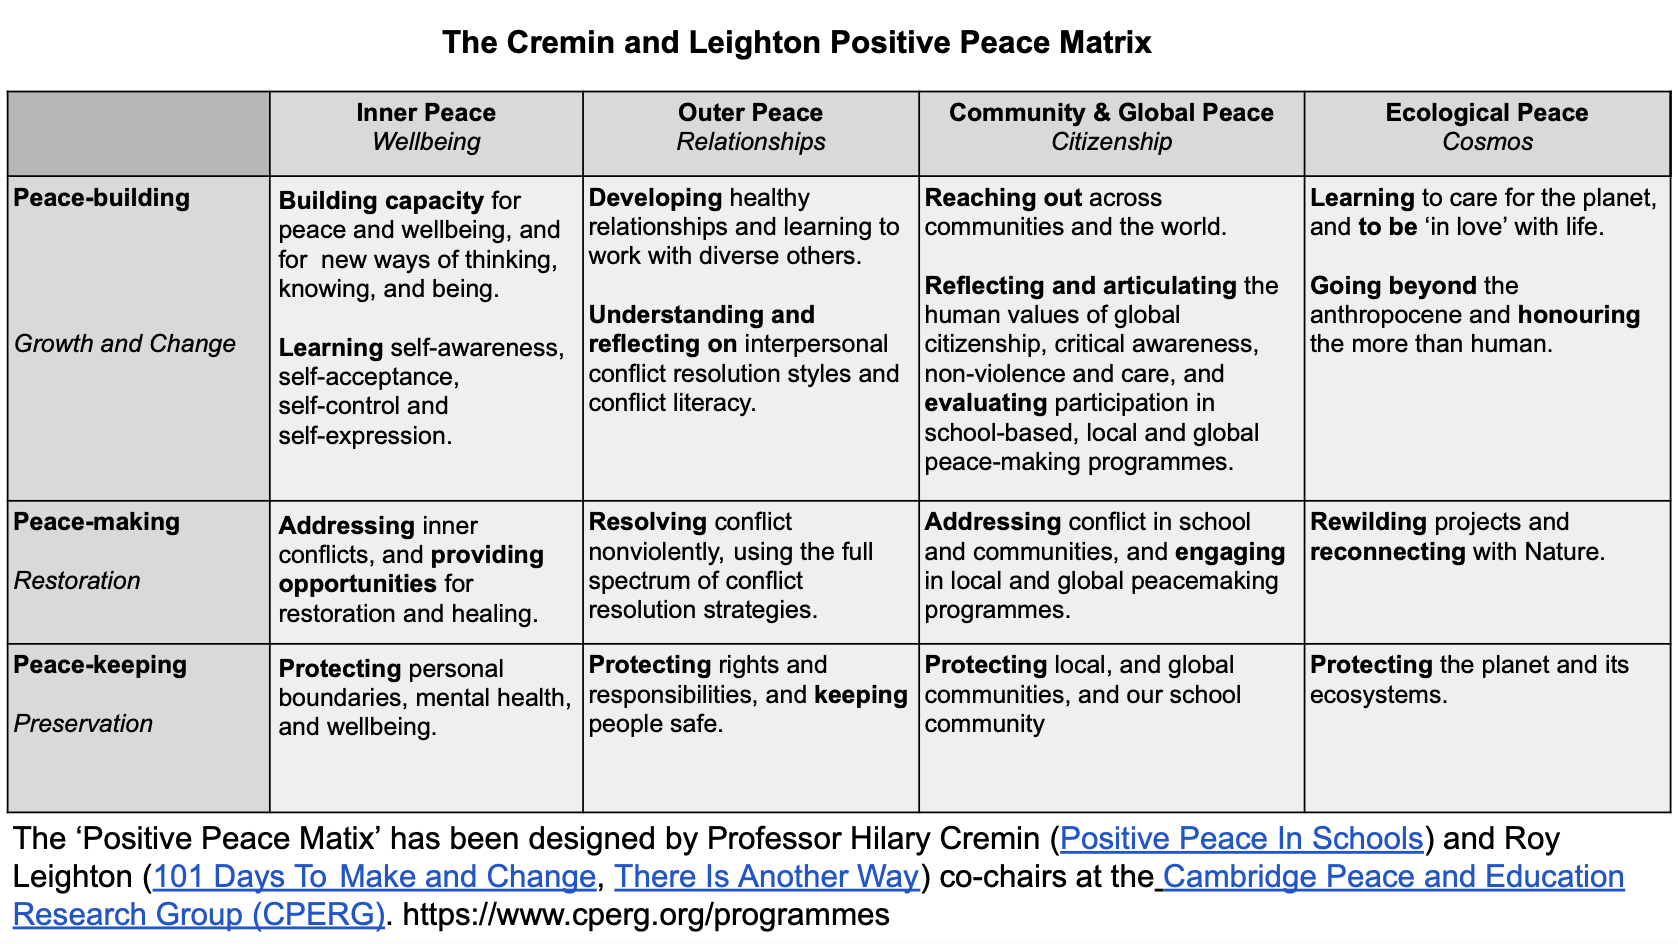 The Cremin and Leighton Positive Peace Matrix
Inner Peace
Wellbeing
Outer Peace
Relationships
Community & Global Peace
Citizenship
Ecological Peace
Cosmos
Peace-building
Growth and Change
Building capacity for
peace and wellbeing, and
for  new ways of thinking,
knowing, and being.
Learning self-awareness,
self-acceptance,
self-control and
self-expression.
Developing healthy
relationships and learning to
work with diverse others.
Understanding and
reflecting on interpersonal
conflict resolution styles and
conflict literacy.
Reaching out across
communities and the world.
Reflecting and articulating the
human values of global
citizenship, critical awareness,
non-violence and care, and
evaluating participation in
school-based, local and global
peace-making programmes.
Learning to care for the planet,
and to be ‘in love’ with life.
Going beyond the
anthropocene and honouring
the more than human.
Peace-making
Restoration
Addressing inner
conflicts, and providing
opportunities for
restoration and healing.
Resolving conflict
nonviolently, using the full
spectrum of conflict
resolution strategies.
Addressing conflict in school
and communities, and engaging
in local and global peacemaking
programmes.
Rewilding projects and
reconnecting with Nature.
Peace-keeping
Preservation
Protecting personal
boundaries, mental health,
and wellbeing.
Protecting rights and
responsibilities, and keeping
people safe.
Protecting local, and global
communities, and our school
community
Protecting the planet and its
ecosystems.
The ‘Positive Peace Matix’ has been designed by Professor Hilary Cremin (Positive Peace In Schools) and Roy
Leighton (101 Days To Make and Change, There Is Another Way) co-chairs at the Cambridge Peace and Education
Research Group (CPERG). https://www.cperg.org/programmes